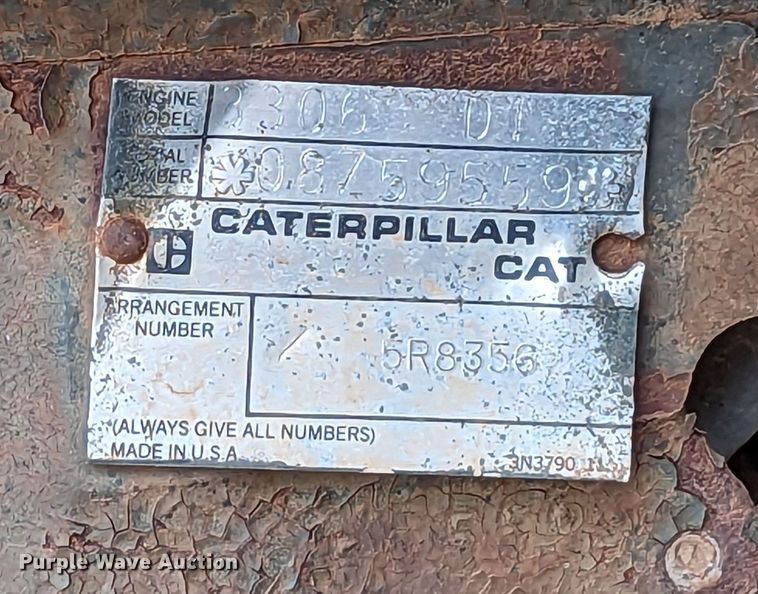 ENGINE
MODEL
3306 DI
SERIAL
NUMBER
*08Z59559*
CATERPILLAR
CAT
ARRANGEMENT
NUMBER
/ 5R8356
(ALWAYS GIVE ALL NUMBERS)
MADE IN U.S.A.
3N3790
Purple Wave Auction